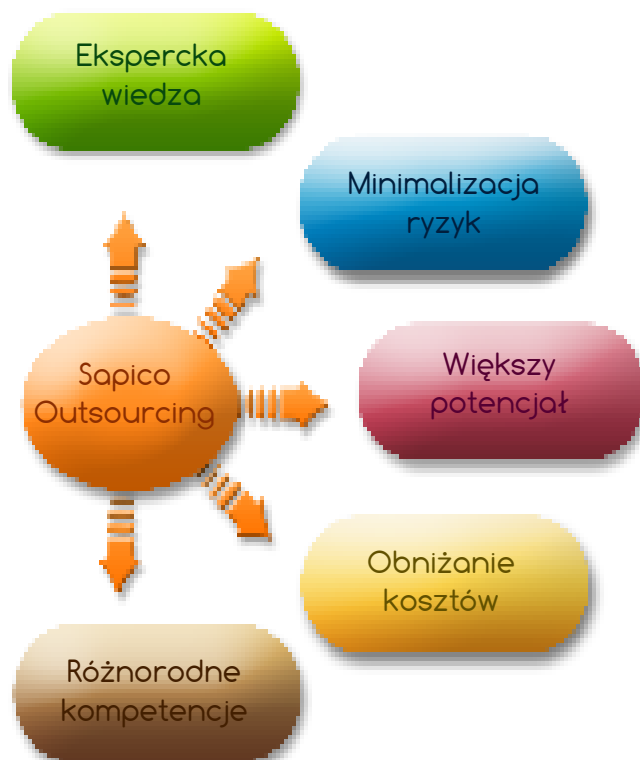 Ekspercka
wiedza
Minimalizacja
ryzyk
Większy
potencjał
Sapico
Outsourcing
Obniżanie
kosztów
Różnorodne
kompetencje